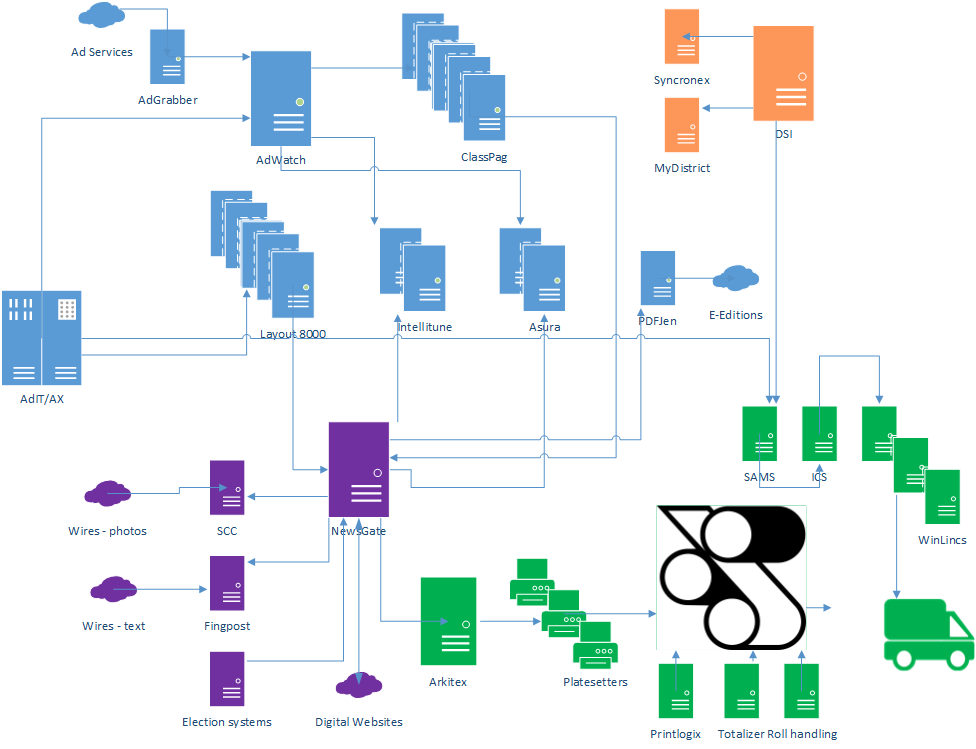 Ad Services
AdGrabber
AdWatch
ClassPag
Syncronex
DSI
MyDistrict
Layout 8000
Intellitune
Asura
PDFJen
E-Editions
AdIT/AX
SAMS
ICS
WinLincs
Wires - photos
SCC
NewsGate
Wires - text
Fingpost
Arkitex
Platesetters
Election systems
Digital Websites
Printlogix
Totalizer
Roll handling